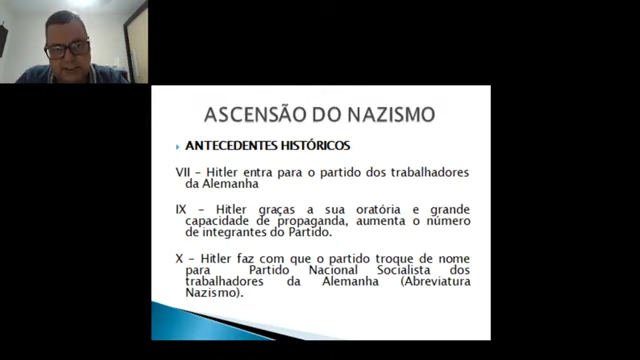 ASCENSÃO DO NAZISMO
ANTECEDENTES HISTÓRICOS
VII – Hitler entra para o partido dos trabalhadores
da Alemanha
IX – Hitler graças a sua oratória e grande
capacidade de propaganda, aumenta o número
de integrantes do Partido.
X – Hitler faz com que o partido troque de nome
para Partido Nacional Socialista dos
trabalhadores da Alemanha (Abreviatura
Nazismo).